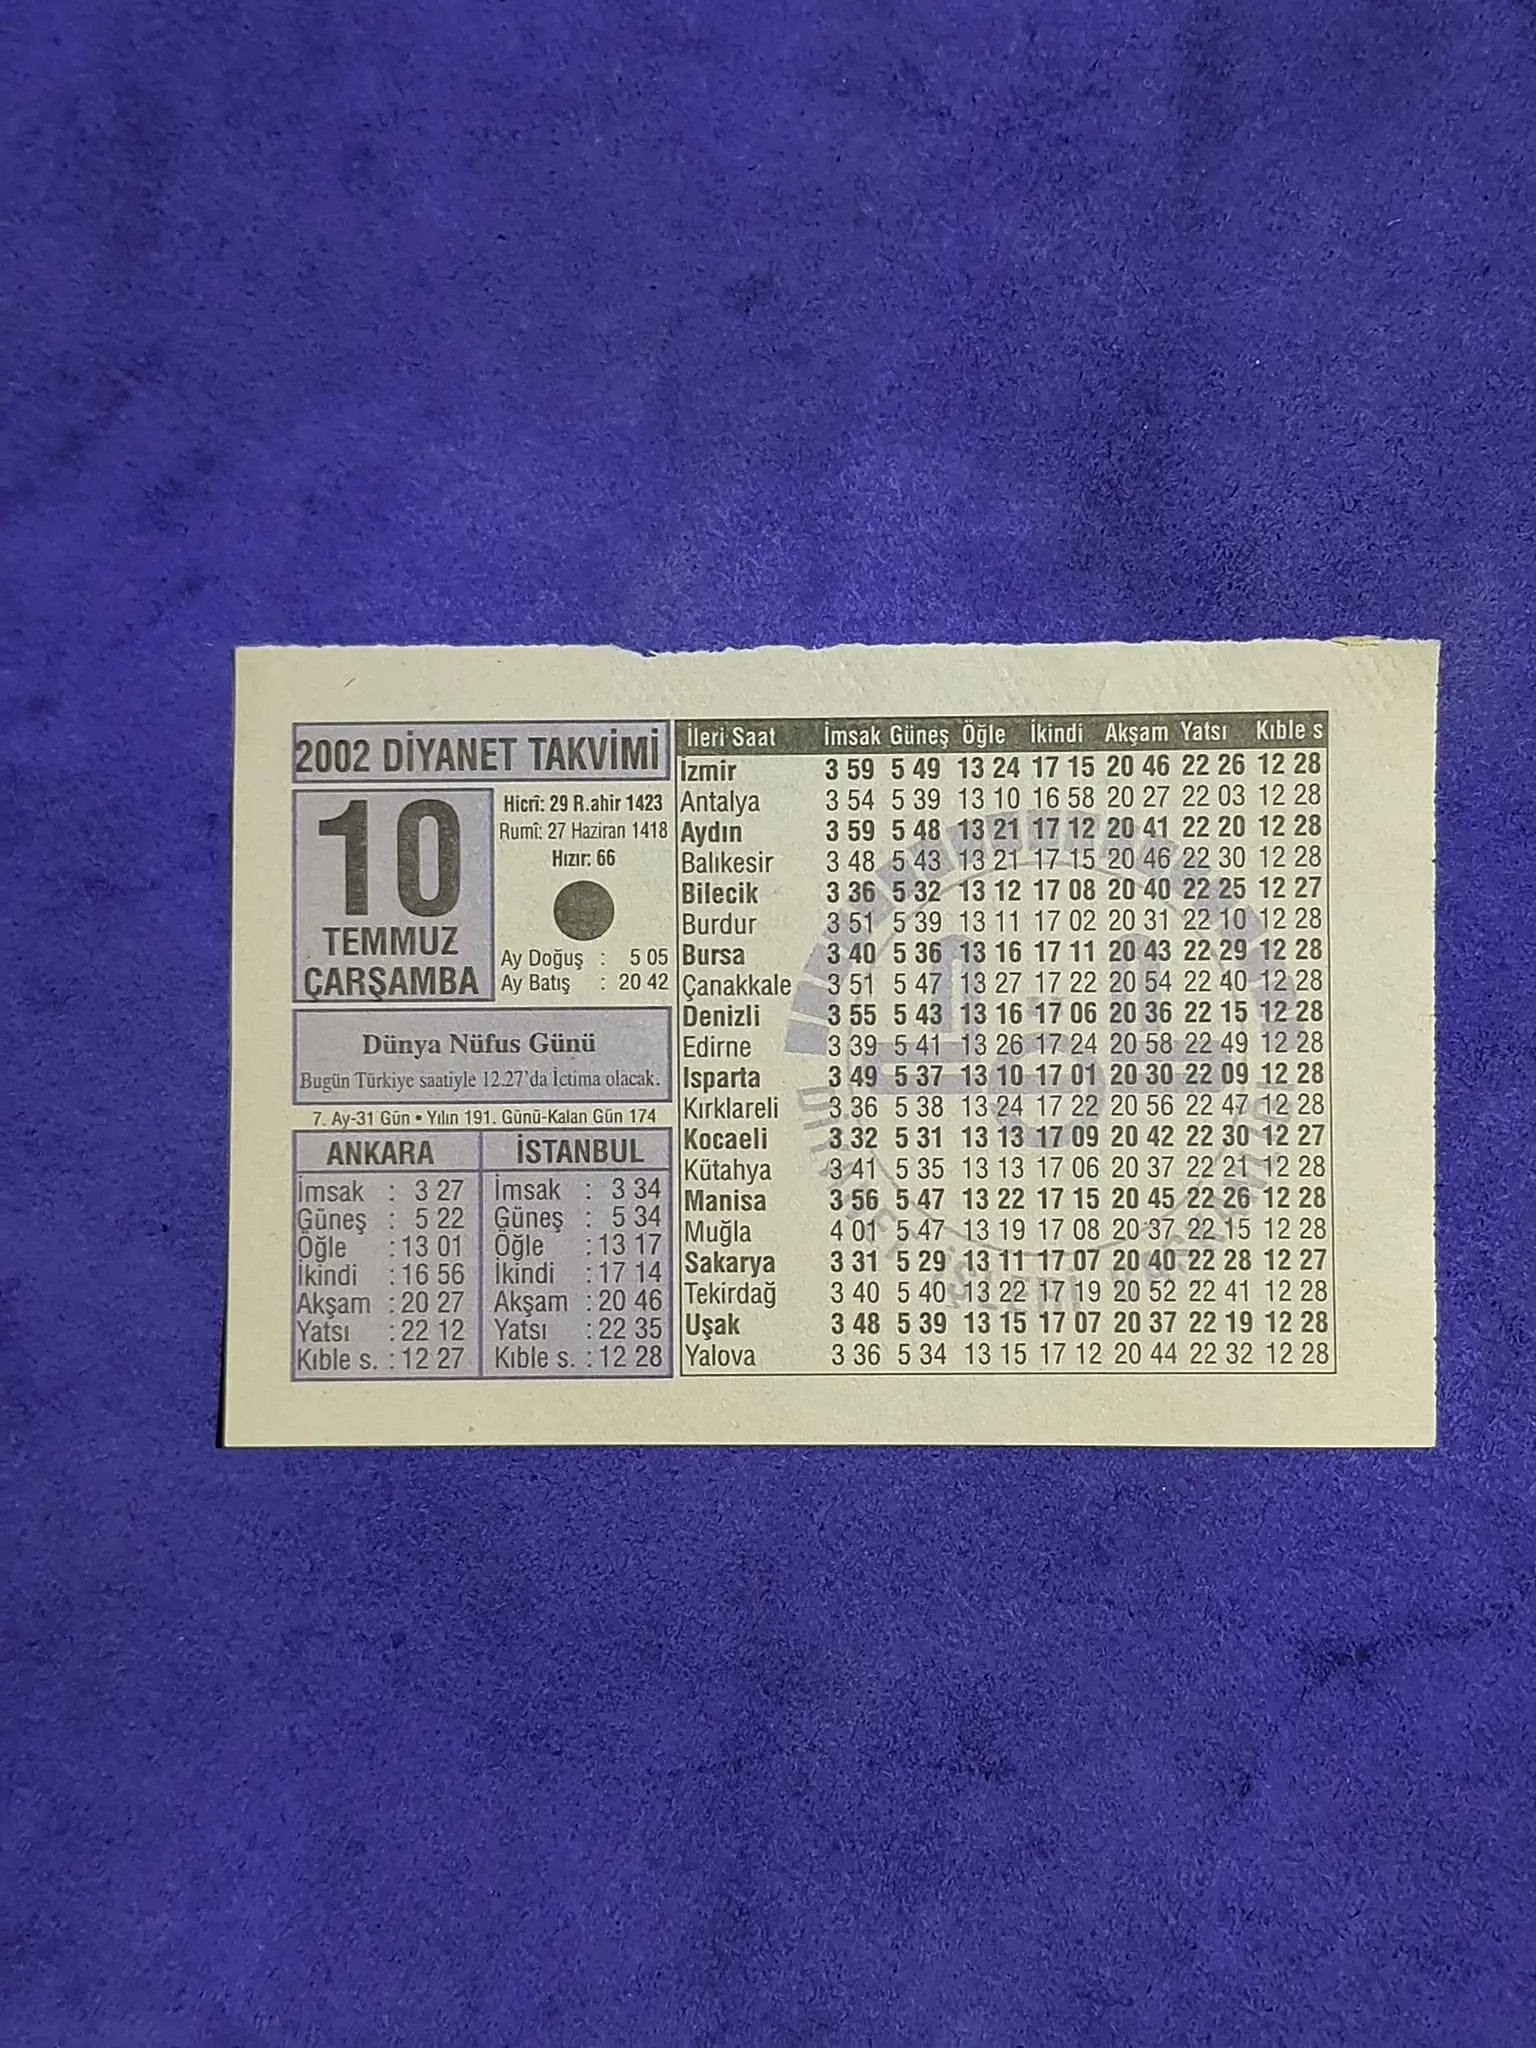 2002 DİYANET TAKVİMİ
10
TEMMUZ
ÇARŞAMBA
Hicrî: 29 R.ahir 1423
Rumî: 27 Haziran 1418
Hızır: 66
Ay Doğuş : 5 05
Ay Batış : 20 42
Dünya Nüfus Günü
Bugün Türkiye saatiyle 12.27'da İctima olacak.
7. Ay-31 Gün • Yılın 191. Günü-Kalan Gün 174
ANKARA
İmsak : 3 27
Güneş : 5 22
Öğle : 13 01
İkindi : 16 56
Akşam : 20 27
Yatsı : 22 12
Kıble s. : 12 27
İSTANBUL
İmsak : 3 34
Güneş : 5 34
Öğle : 13 17
İkindi : 17 14
Akşam : 20 46
Yatsı : 22 35
Kıble s. : 12 28
İleri Saat İmsak Güneş Öğle İkindi Akşam Yatsı Kıble s
İzmir 3 59 5 49 13 24 17 15 20 46 22 26 12 28
Antalya 3 54 5 39 13 10 16 58 20 27 22 03 12 28
Aydın 3 59 5 48 13 21 17 12 20 41 22 20 12 28
Balıkesir 3 48 5 43 13 21 17 15 20 46 22 30 12 28
Bilecik 3 36 5 32 13 12 17 08 20 40 22 25 12 27
Burdur 3 51 5 39 13 11 17 02 20 31 22 10 12 28
Bursa 3 40 5 36 13 16 17 11 20 43 22 29 12 28
Çanakkale 3 51 5 47 13 27 17 22 20 54 22 40 12 28
Denizli 3 55 5 43 13 16 17 06 20 36 22 15 12 28
Edirne 3 39 5 41 13 26 17 24 20 58 22 49 12 28
Isparta 3 49 5 37 13 10 17 01 20 30 22 09 12 28
Kırklareli 3 36 5 38 13 24 17 22 20 56 22 47 12 28
Kocaeli 3 32 5 31 13 13 17 09 20 42 22 30 12 27
Kütahya 3 41 5 35 13 13 17 06 20 37 22 21 12 28
Manisa 3 56 5 47 13 22 17 15 20 45 22 26 12 28
Muğla 4 01 5 47 13 19 17 08 20 37 22 15 12 28
Sakarya 3 31 5 29 13 11 17 07 20 40 22 28 12 27
Tekirdağ 3 40 5 40 13 22 17 19 20 52 22 41 12 28
Uşak 3 48 5 39 13 15 17 07 20 37 22 19 12 28
Yalova 3 36 5 34 13 15 17 12 20 44 22 32 12 28